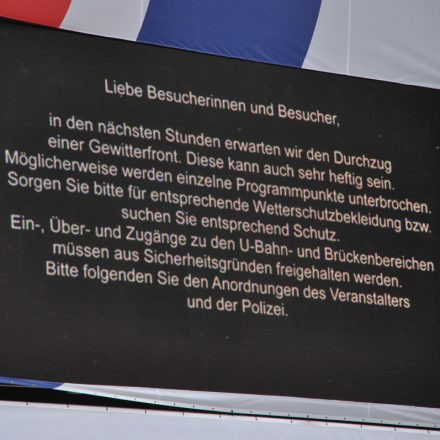 Liebe Besucherinnen und Besucher,
in den nächsten Stunden erwarten wir den Durchzug
einer Gewitterfront. Diese kann auch sehr heftig sein.
Möglicherweise werden einzelne Programmpunkte unterbrochen.
Sorgen Sie bitte für entsprechende Wetterschutzbekleidung bzw.
suchen Sie entsprechend Schutz.
Ein-, Über- und Zugänge zu den U-Bahn- und Brückenbereichen
müssen aus Sicherheitsgründen freigehalten werden.
Bitte folgenden Sie den Anordnungen des Veranstalters
und der Polizei.